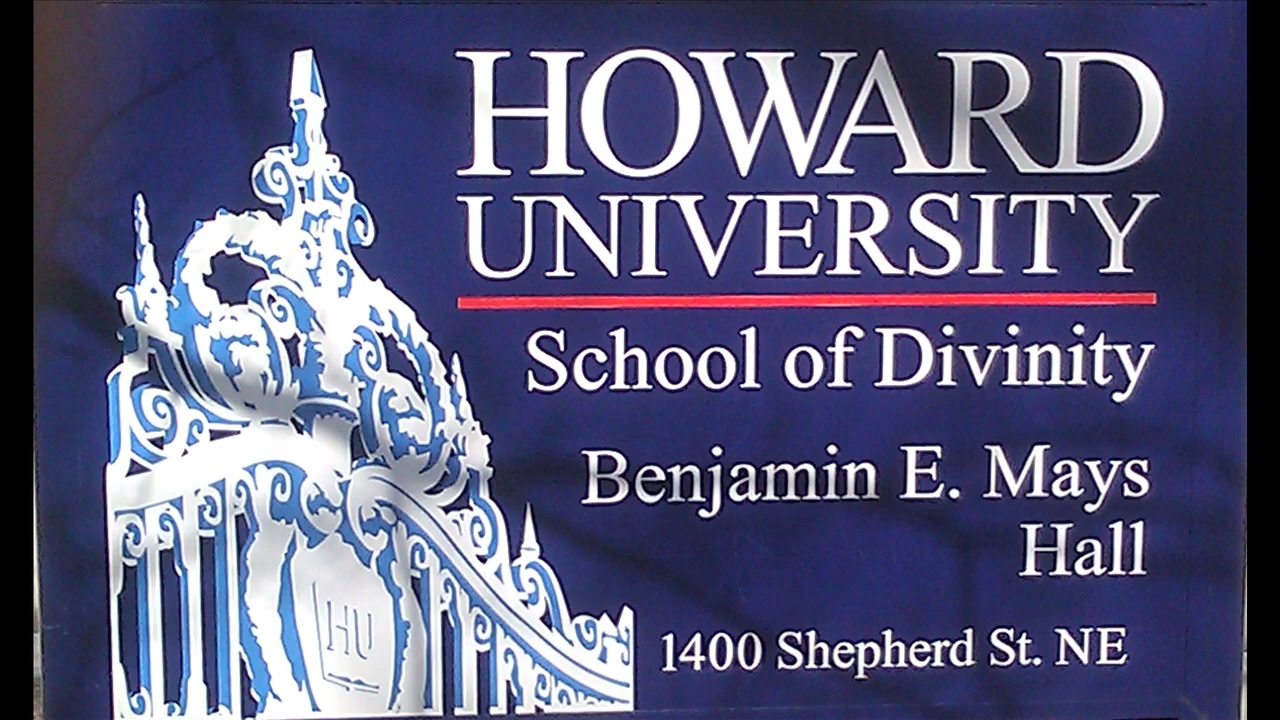 HOWARD
UNIVERSITY
School of Divinity
Benjamin E. Mays
Hall
1400 Shepherd St. NE
HU